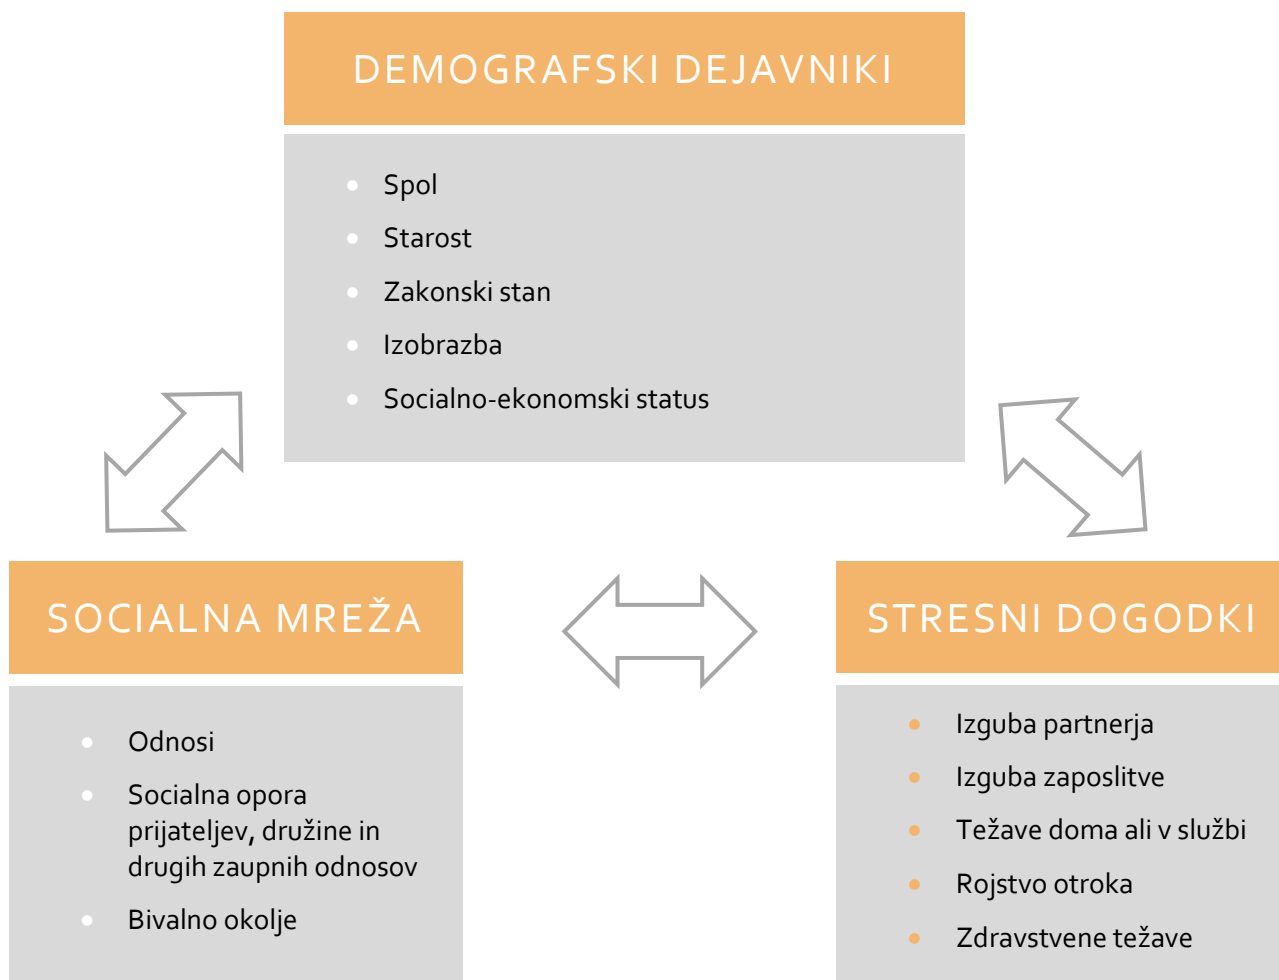 DEMOGRAFSKI DEJAVNIKI
Spol
Starost
Zakonski stan
Izobrazba
Socialno-ekonomski status
SOCIALNA MREŽA
Odnosi
Socialna opora
prijateljev, družine in
drugih zaupnih odnosov
Bivalno okolje
STRESNI DOGODKI
Izguba partnerja
Izguba zaposlitve
Težave doma ali v službi
Rojstvo otroka
Zdravstvene težave